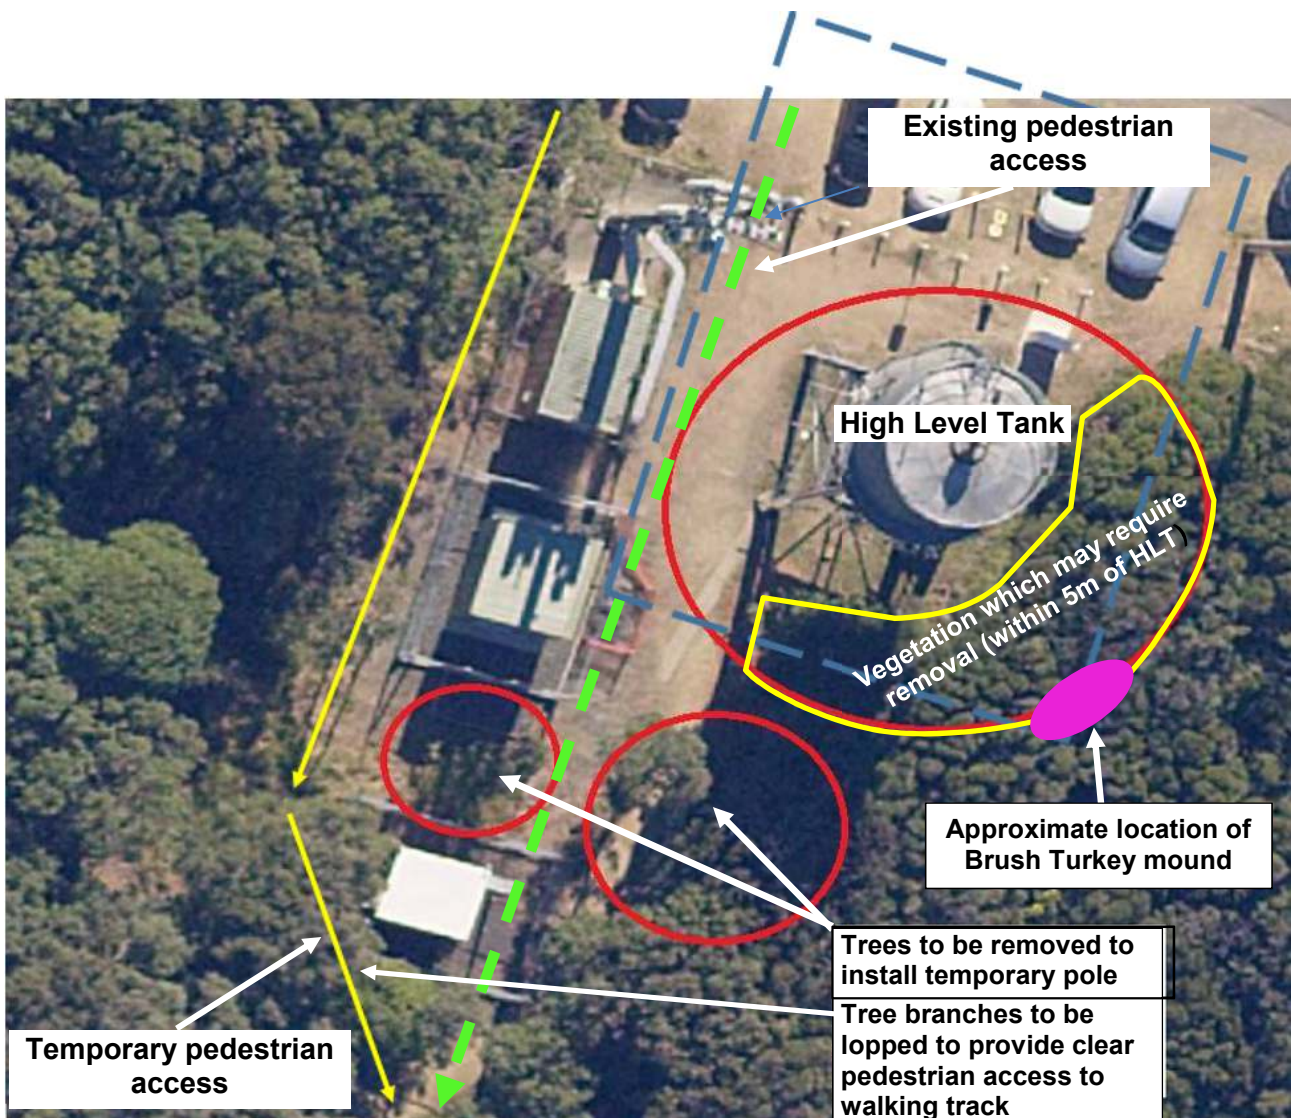 Existing pedestrian
access
High Level Tank
Vegetation which may require
removal (within 5m of HLT)
Approximate location of
Brush Turkey mound
Trees to be removed to
install temporary pole
Tree branches to be
lopped to provide clear
pedestrian access to
walking track
Temporary pedestrian
access